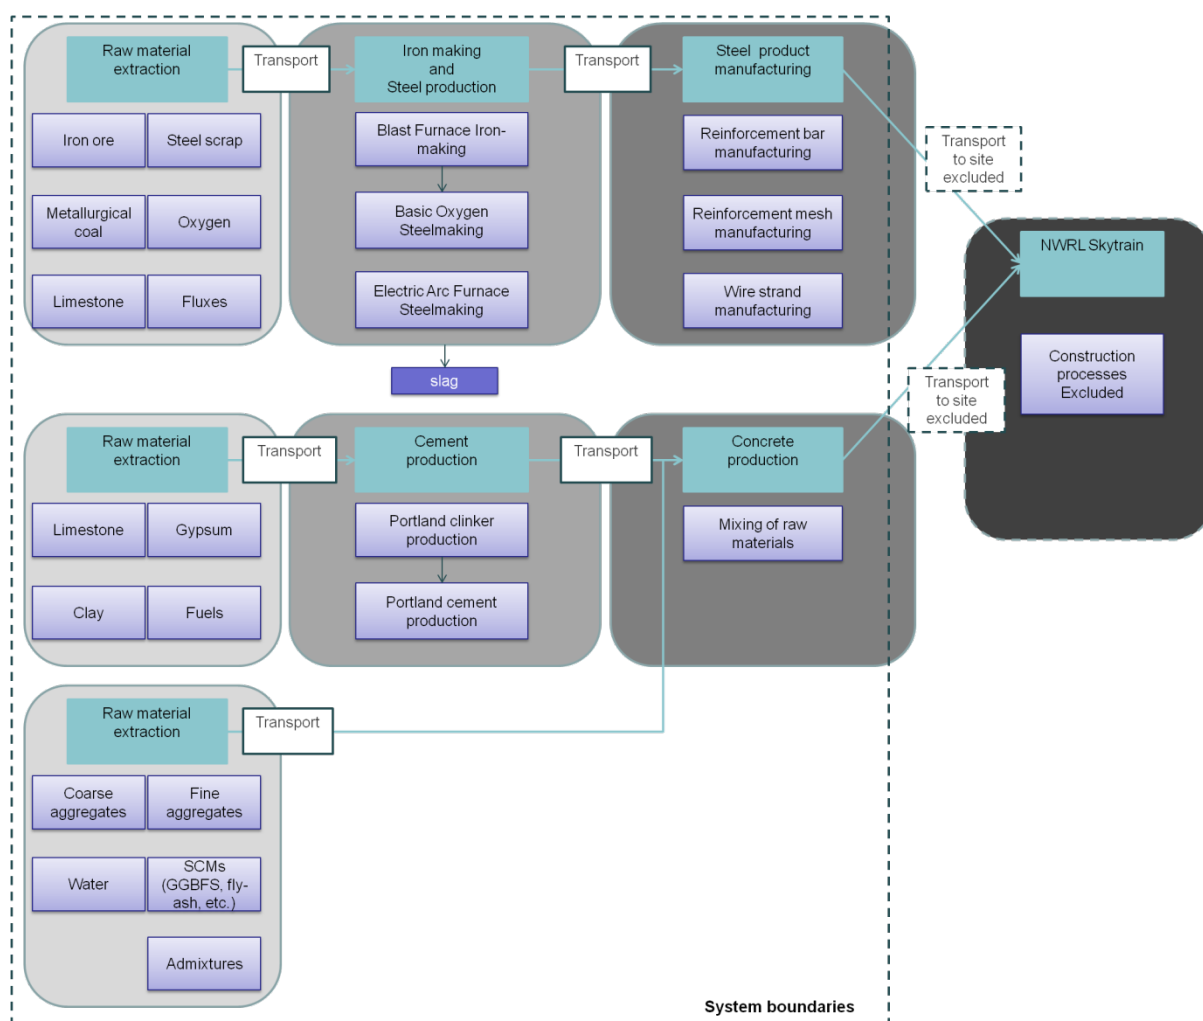 Raw material
extraction
Transport
Iron making
and
Steel production
Transport
Steel product
manufacturing
Iron ore
Steel scrap
Blast Furnace Iron-
making
Reinforcement bar
manufacturing
Transport
to site
excluded
Metallurgical
coal
Oxygen
Basic Oxygen
Steelmaking
Reinforcement mesh
manufacturing
NWRL Skytrain
Limestone
Fluxes
Electric Arc Furnace
Steelmaking
Wire strand
manufacturing
Construction
processes
Excluded
slag
Transport
to site
excluded
Raw material
extraction
Transport
Cement
production
Transport
Concrete
production
Limestone
Gypsum
Portland clinker
production
Mixing of raw
materials
Clay
Fuels
Portland cement
production
Raw material
extraction
Transport
Coarse
aggregates
Fine
aggregates
Water
SCMs
(GGBFS, fly-
ash, etc.)
Admixtures
System boundaries